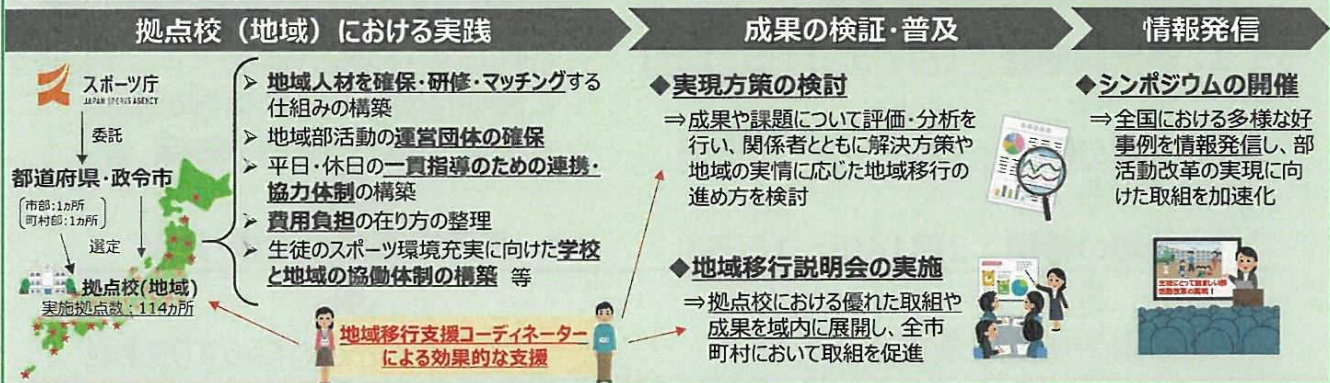 拠点校（地域）における実践
スポーツ庁
JAPAN SPORTS AGENCY
委託
都道府県・政令市
市部:1ヵ所
町村部:1ヵ所
選定
拠点校(地域)
実施拠点数：114ヵ所
➢ 地域人材を確保・研修・マッチングする
仕組みの構築
➢ 地域部活動の運営団体の確保
➢ 平日・休日の一貫指導のための連携・
協力体制の構築
➢ 費用負担の在り方の整理
➢ 生徒のスポーツ環境充実に向けた学校
と地域の協働体制の構築 等
地域移行支援コーディネーター
による効果的な支援
成果の検証・普及
◆実現方策の検討
⇒成果や課題について評価・分析を
行い、関係者とともに解決方策や
地域の実情に応じた地域移行の
進め方を検討
◆地域移行説明会の実施
⇒拠点校における優れた取組や
成果を域内に展開し、全市
町村において取組を促進
情報発信
◆シンポジウムの開催
⇒全国における多様な好
事例を情報発信し、部
活動改革の実現に向
けた取組を加速化